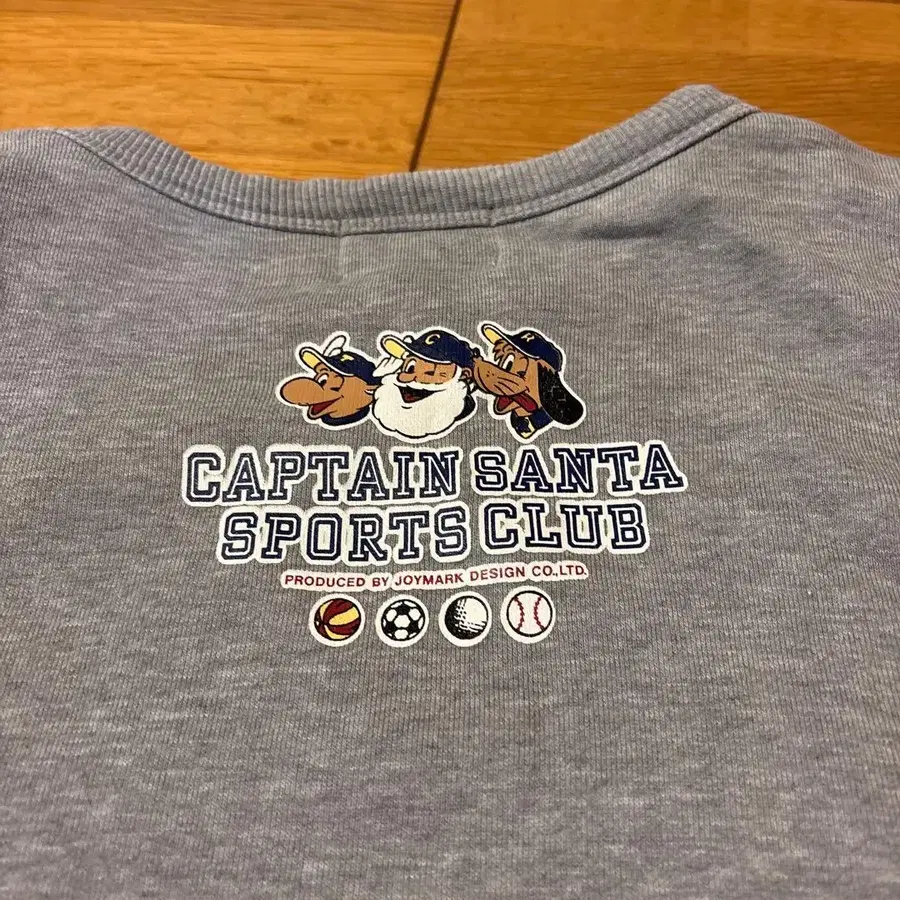 T C R
CAPTAIN SANTA
SPORTS CLUB
PRODUCED BY JOYMARK DESIGN CO.,LTD.